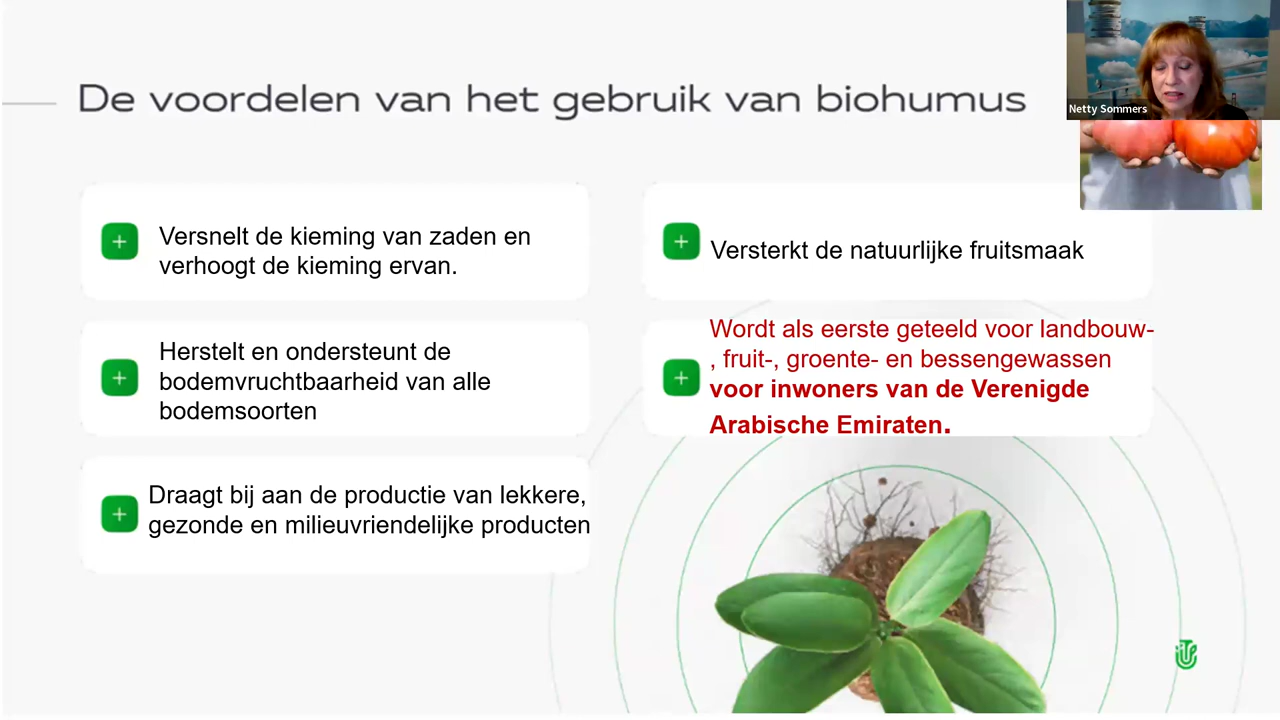 De voordelen van het gebruik van biohumus
Netty Sommers
Versnelt de kieming van zaden en
verhoogt de kieming ervan.
Herstelt en ondersteunt de
bodemvruchtbaarheid van alle
bodemsoorten
Draagt bij aan de productie van lekkere,
gezonde en milieuvriendelijke producten
Versterkt de natuurlijke fruitsmaak
Wordt als eerste geteeld voor landbouw-
, fruit-, groente- en bessengewassen
voor inwoners van de Verenigde
Arabische Emiraten.